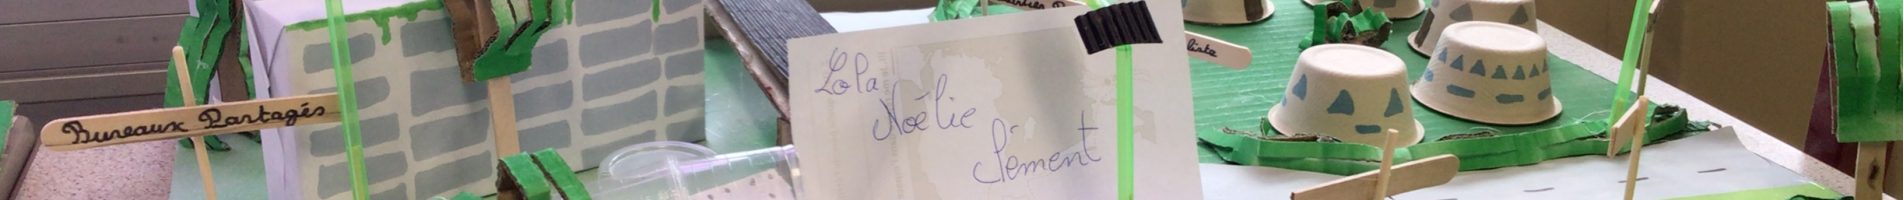 Bureaux Partagés
Lola
Noélie
Clément